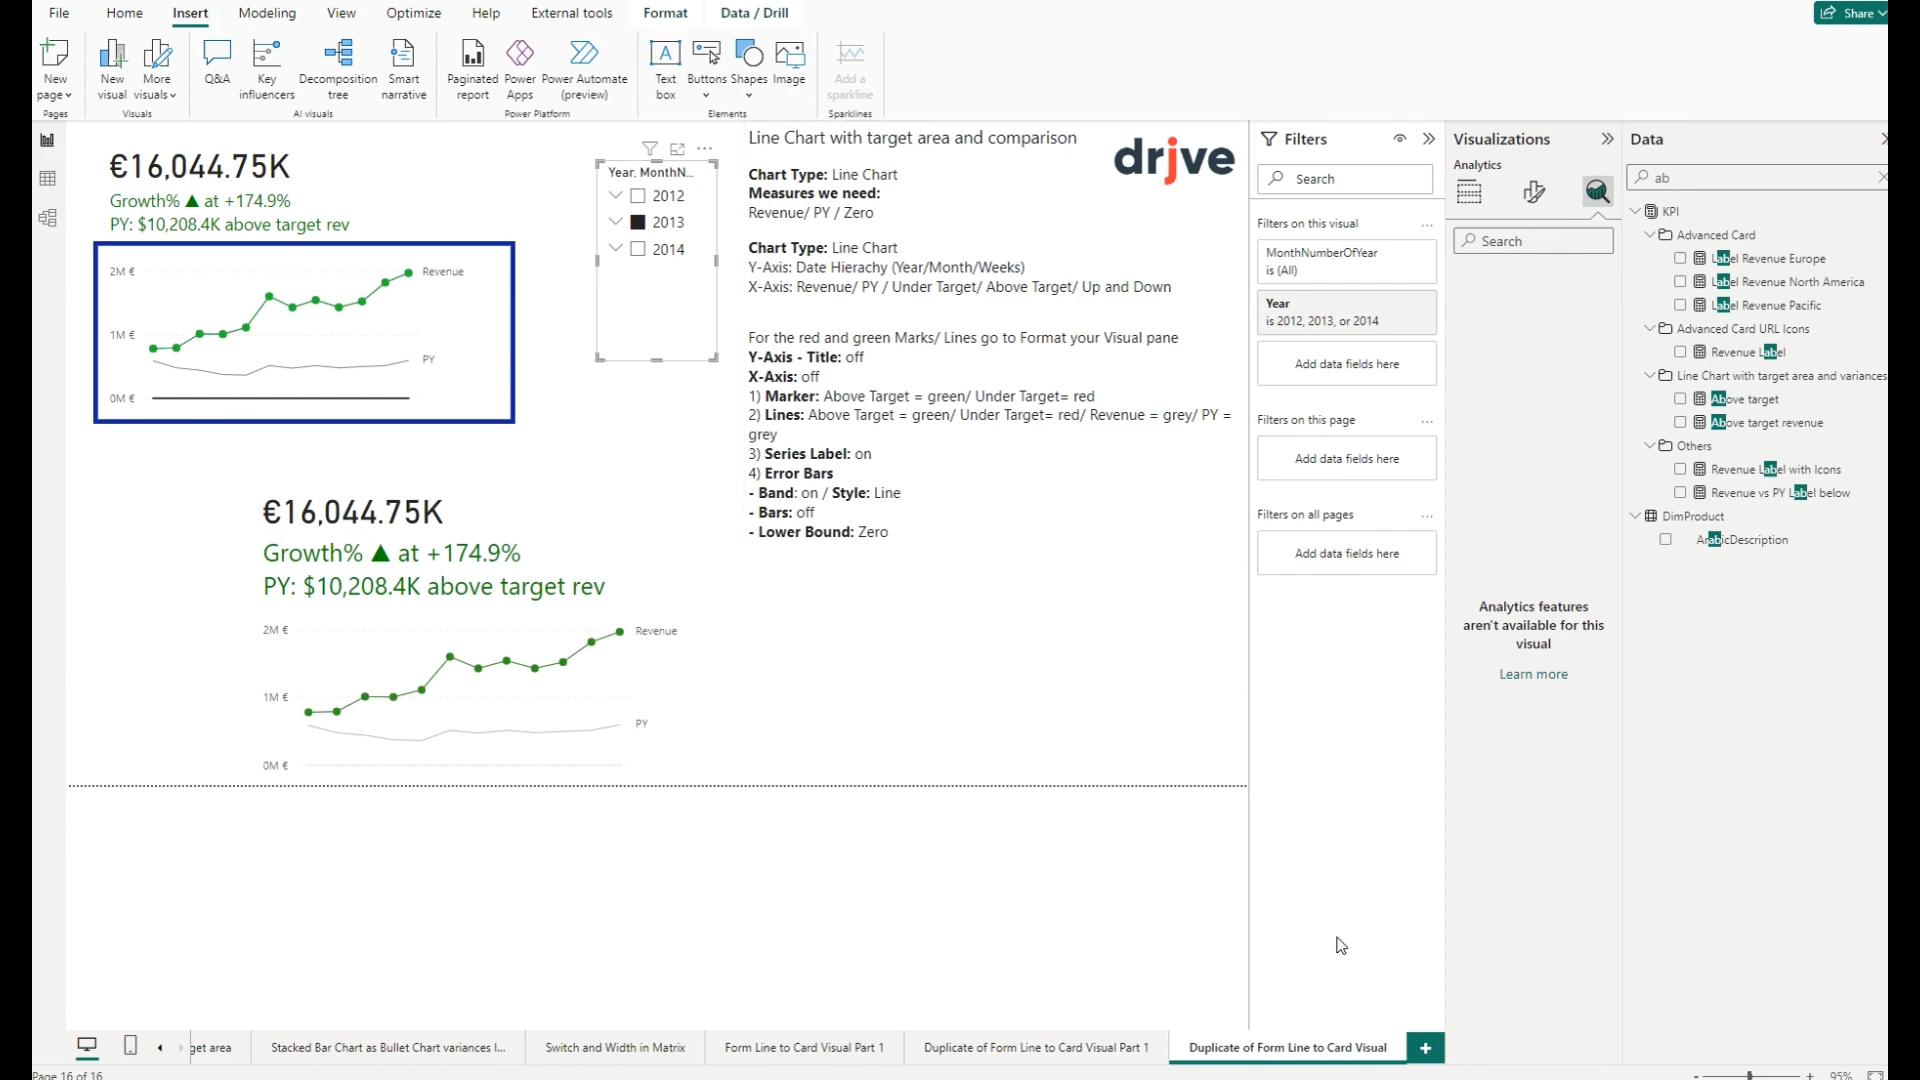 File Home Insert Modeling View Optimize Help External tools Format Data / Drill Share
New page New visual More visuals Q&A Key influencers Decomposition tree Smart narrative Paginated report Power Apps Power Automate (preview) Text box Buttons Shapes Image Add a sparkline
Pages Visuals AI visuals Power Platform Elements Sparklines
€16,044.75K
Growth% ▲ at +174.9%
PY: $10,208.4K above target rev
2M €
Revenue
1M €
PY
0M €
Year, MonthN...
2012
2013
2014
€16,044.75K
Growth% ▲ at +174.9%
PY: $10,208.4K above target rev
2M €
Revenue
1M €
PY
0M €
Line Chart with target area and comparison
drjve
Chart Type: Line Chart
Measures we need:
Revenue/ PY / Zero
Chart Type: Line Chart
Y-Axis: Date Hierachy (Year/Month/Weeks)
X-Axis: Revenue/ PY / Under Target/ Above Target/ Up and Down
For the red and green Marks/ Lines go to Format your Visual pane
Y-Axis - Title: off
X-Axis: off
1) Marker: Above Target = green/ Under Target= red
2) Lines: Above Target = green/ Under Target= red/ Revenue = grey/ PY =
grey
3) Series Label: on
4) Error Bars
- Band: on / Style: Line
- Bars: off
- Lower Bound: Zero
Filters
Search
Filters on this visual
MonthNumberOfYear
is (All)
Year
is 2012, 2013, or 2014
Add data fields here
Filters on this page
Add data fields here
Filters on all pages
Add data fields here
Visualizations
Analytics
Search
Analytics features
aren't available for this
visual
Learn more
Data
ab
KPI
Advanced Card
Label Revenue Europe
Label Revenue North America
Label Revenue Pacific
Advanced Card URL Icons
Revenue Label
Line Chart with target area and variances
Above target
Above target revenue
Others
Revenue Label with Icons
Revenue vs PY Label below
DimProduct
ArabicDescription
get area Stacked Bar Chart as Bullet Chart variances I... Switch and Width in Matrix Form Line to Card Visual Part 1 Duplicate of Form Line to Card Visual Part 1 Duplicate of Form Line to Card Visual +
Page 16 of 16 - + 95%